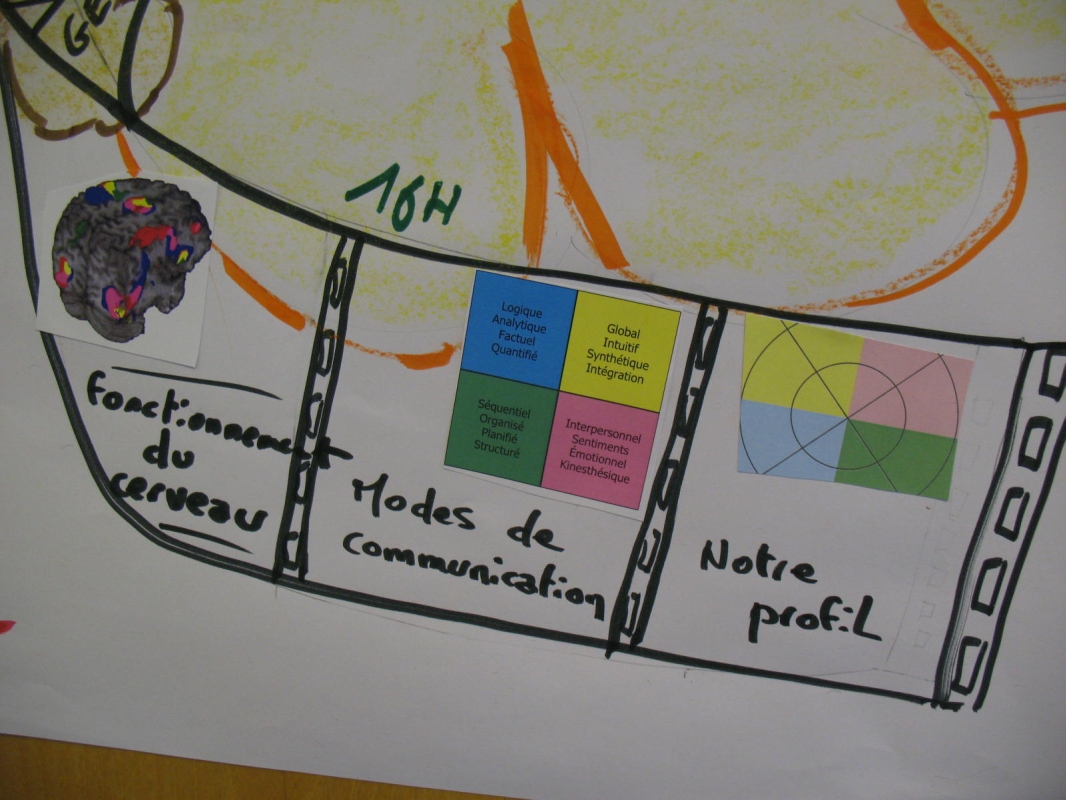 GE
16H
Fonctionnement
du
cerveau
Logique
Analytique
Factuel
Quantifié
Global
Intuitif
Synthétique
Intégration
Séquentiel
Organisé
Planifié
Structuré
Interpersonnel
Sentiments
Émotionnel
Kinesthésique
Modes de
communication
Notre
profiL